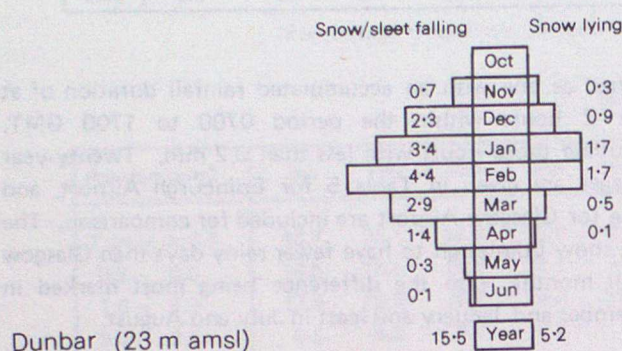 Snow/sleet falling Snow lying
Oct
0·7 Nov 0·3
2·3 Dec 0·9
3·4 Jan 1·7
4·4 Feb 1·7
2·9 Mar 0·5
1·4 Apr 0·1
0·3 May
0·1 Jun
Dunbar (23 m amsl) 15·5 Year 5·2